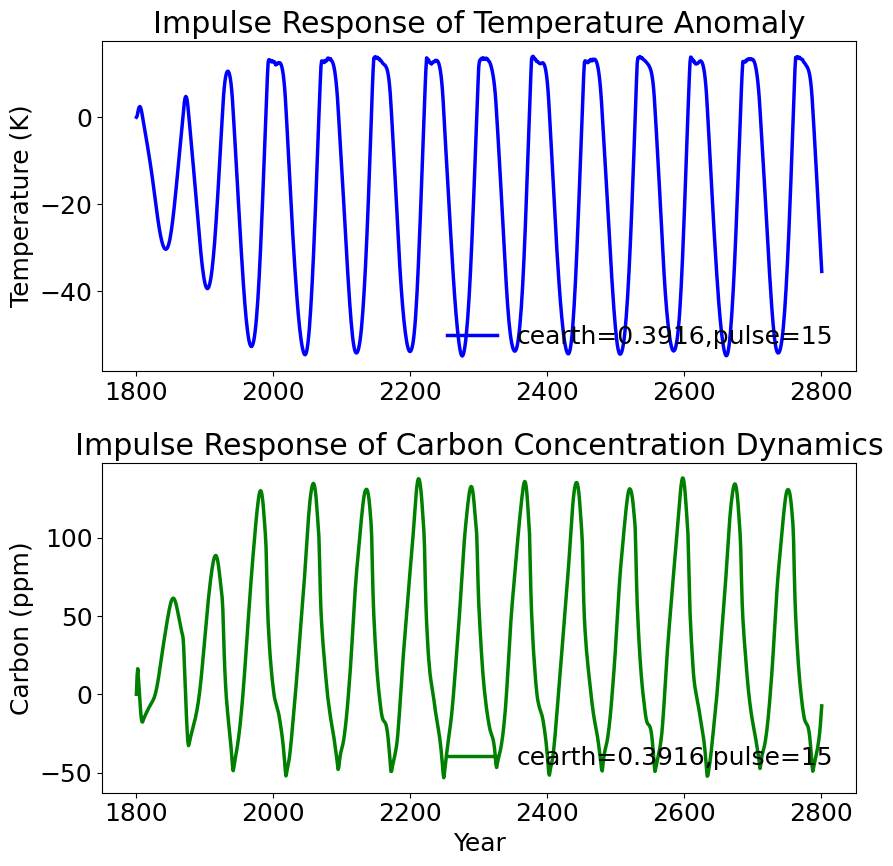 Impulse Response of Temperature Anomaly
Temperature (K)
0
−20
−40
cearth=0.3916,pulse=15
1800 2000 2200 2400 2600 2800
Impulse Response of Carbon Concentration Dynamics
Carbon (ppm)
100
50
0
−50
cearth=0.3916,pulse=15
1800 2000 2200 2400 2600 2800
Year